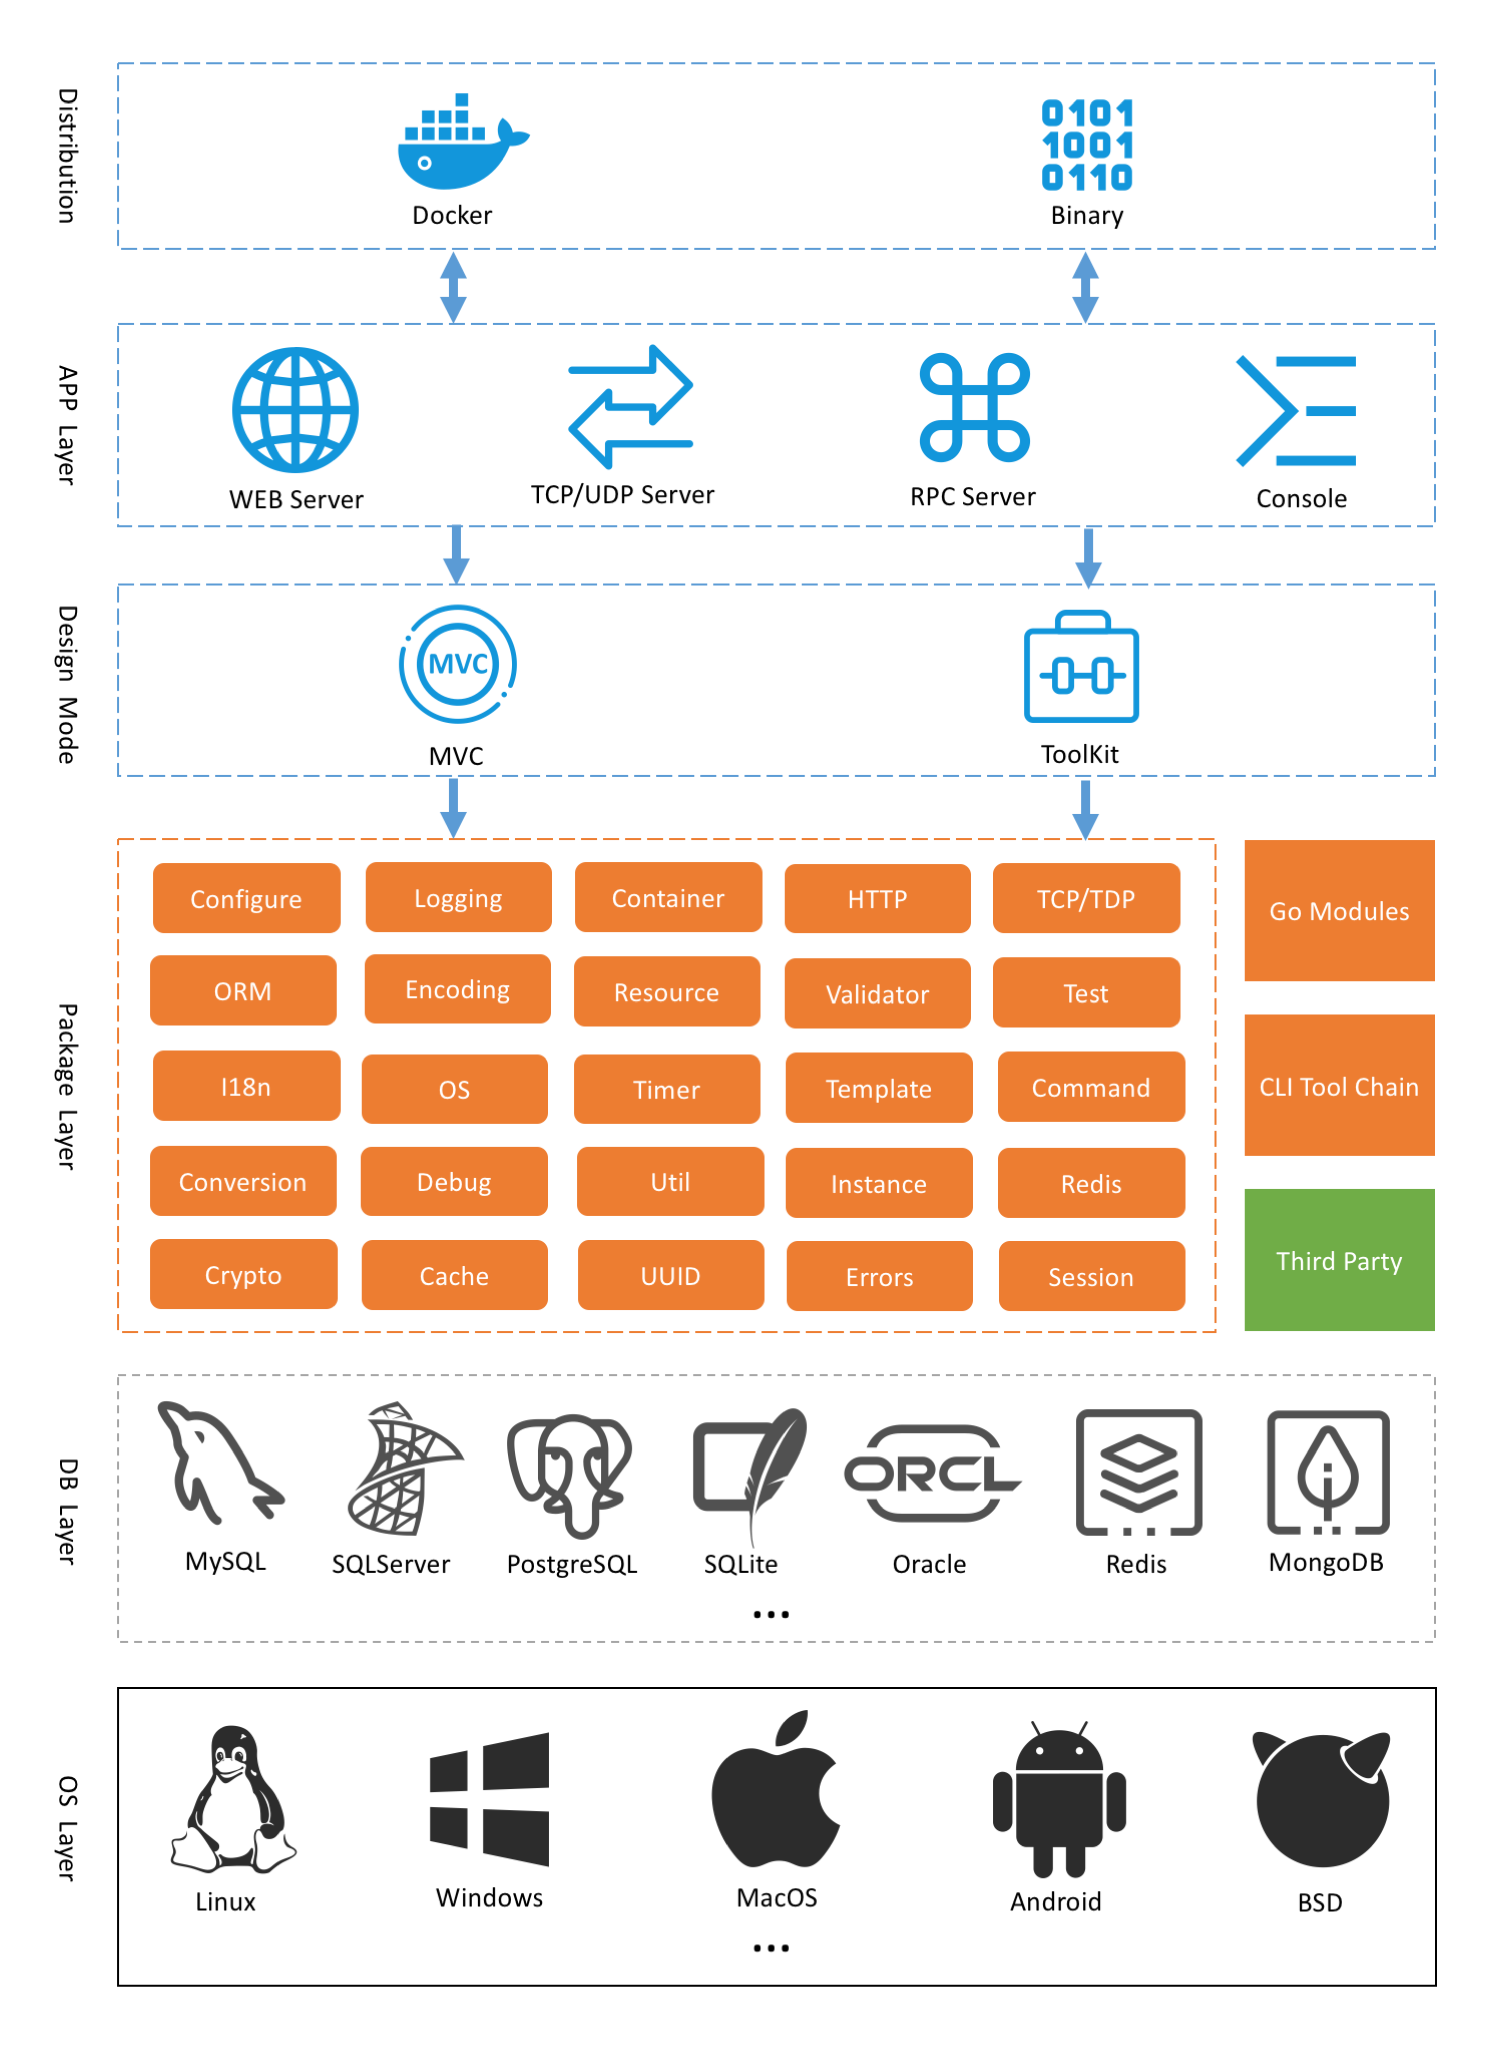 Distribution
0101
1001
0110
Docker
Binary
APP Layer
WEB Server
TCP/UDP Server
RPC Server
Console
Design Mode
MVC
MVC
ToolKit
Package Layer
Configure
Logging
Container
HTTP
TCP/TDP
Go Modules
ORM
Encoding
Resource
Validator
Test
I18n
OS
Timer
Template
Command
CLI Tool Chain
Conversion
Debug
Util
Instance
Redis
Crypto
Cache
UUID
Errors
Session
Third Party
DB Layer
ORCL
MySQL
SQLServer
PostgreSQL
SQLite
Oracle
Redis
MongoDB
...
OS Layer
Linux
Windows
MacOS
Android
BSD
...